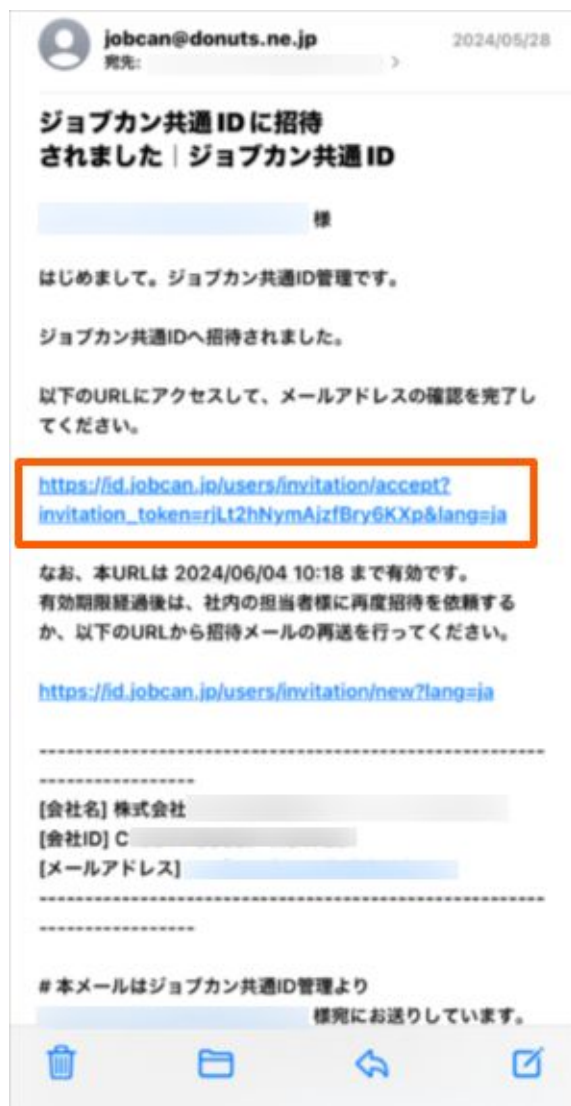 jobcan@donuts.ne.jp
2024/05/28
宛先:
ジョブカン共通IDに招待
されました｜ジョブカン共通ID
様
はじめまして。ジョブカン共通ID管理です。
ジョブカン共通IDへ招待されました。
以下のURLにアクセスして、メールアドレスの確認を完了し
てください。
https://id.jobcan.jp/users/invitation/accept?
invitation_token=rjLt2hNymAjzfBry6KXp&lang=ja
なお、本URLは 2024/06/04 10:18 まで有効です。
有効期限経過後は、社内の担当者様に再度招待を依頼する
か、以下のURLから招待メールの再送を行ってください。
https://id.jobcan.jp/users/invitation/new?lang=ja
-------------------------------------------------------
-----------------
[会社名] 株式会社
[会社ID] C
[メールアドレス]
-------------------------------------------------------
-----------------
# 本メールはジョブカン共通ID管理より
様宛にお送りしています。